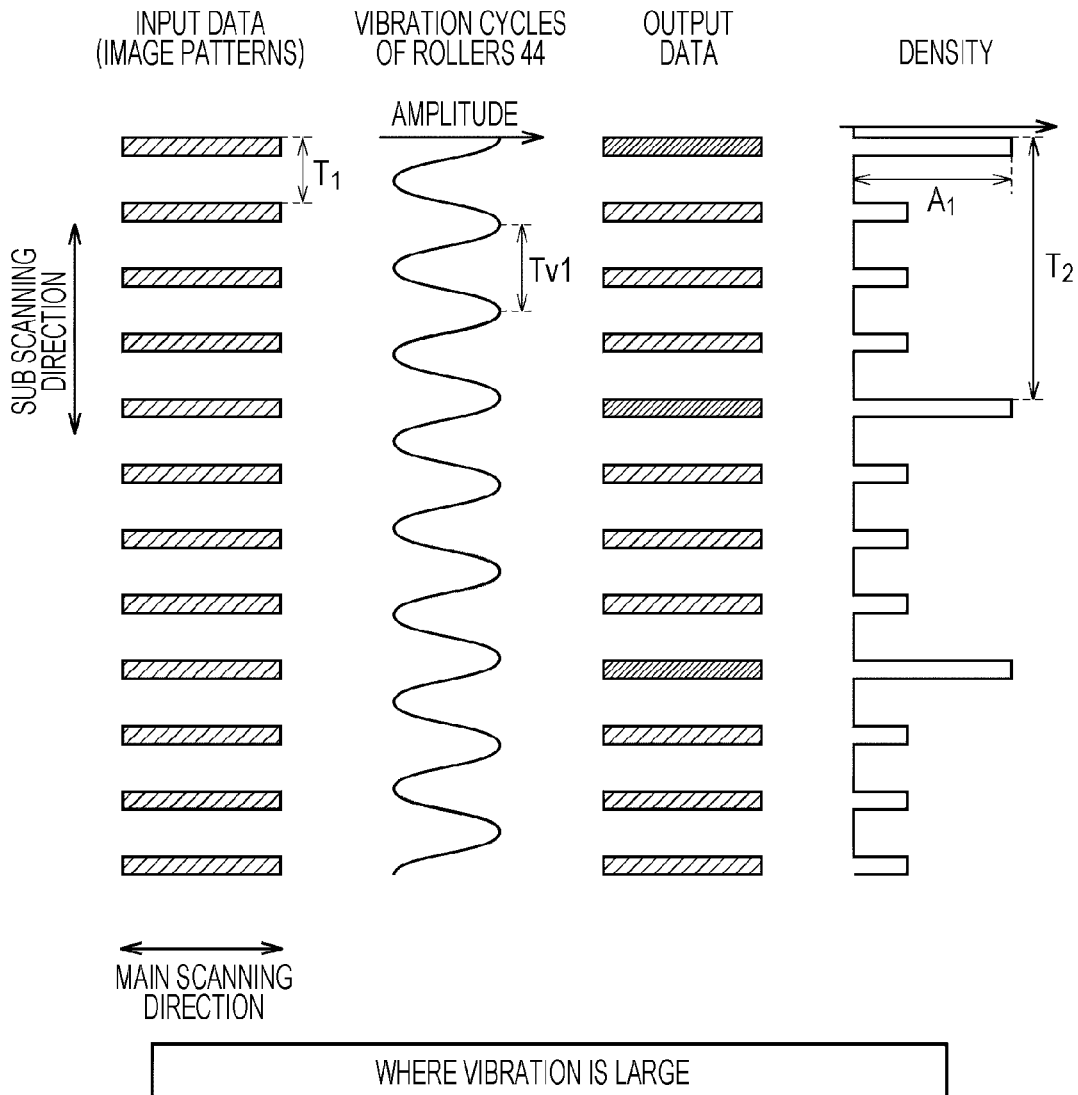 INPUT DATA
(IMAGE PATTERNS)
VIBRATION CYCLES
OF ROLLERS 44
OUTPUT
DATA
DENSITY
AMPLITUDE
T1
A1
Tv1
T2
SUB SCANNING
DIRECTION
MAIN SCANNING
DIRECTION
WHERE VIBRATION IS LARGE